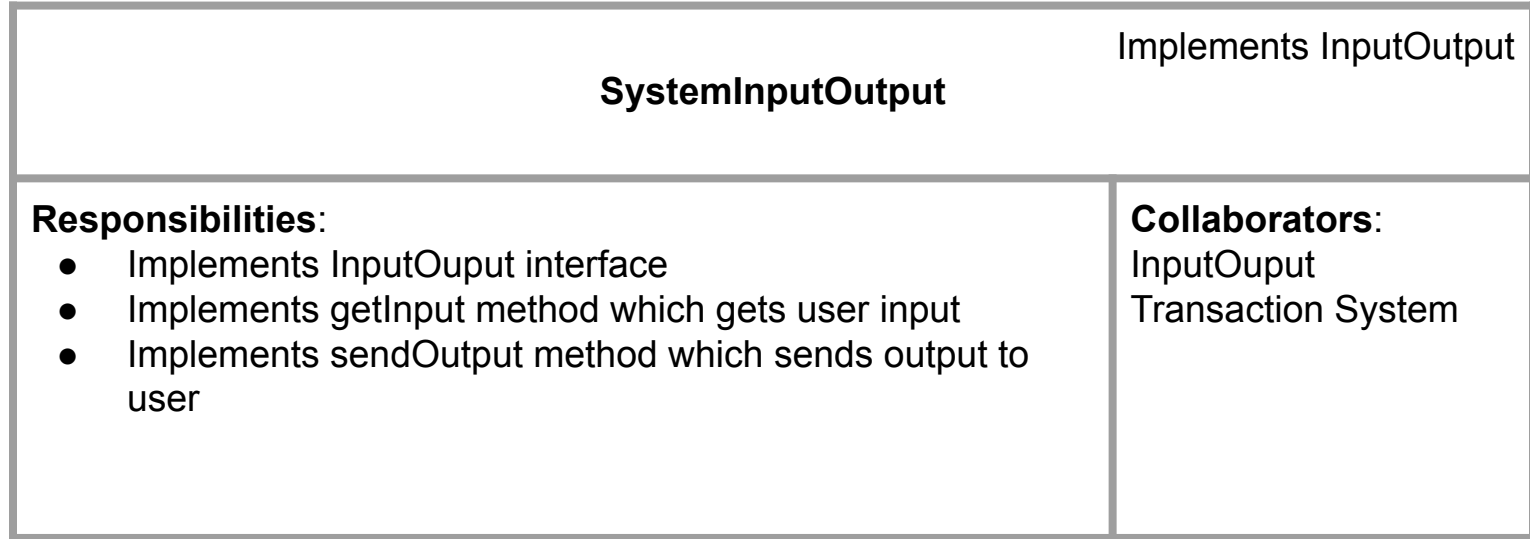 Implements InputOutput
SystemInputOutput
Responsibilities:
● Implements InputOuput interface
● Implements getInput method which gets user input
● Implements sendOutput method which sends output to
user
Collaborators:
InputOuput
Transaction System